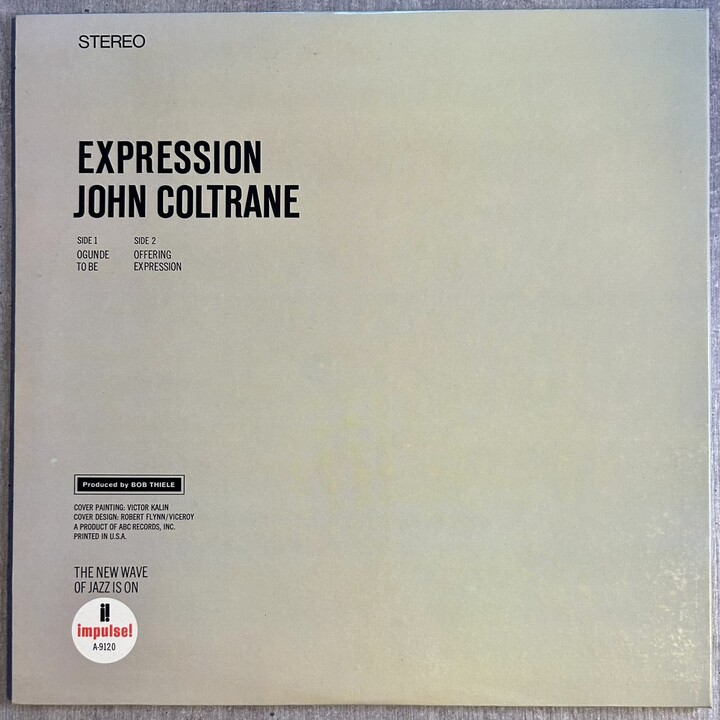 STEREO
EXPRESSION
JOHN COLTRANE
SIDE 1
OGUNDE
TO BE
SIDE 2
OFFERING
EXPRESSION
Produced by BOB THIELE
COVER PAINTING: VICTOR KALIN
COVER DESIGN: ROBERT FLYNN/VICEROY
A PRODUCT OF ABC RECORDS, INC.
PRINTED IN U.S.A.
THE NEW WAVE
OF JAZZ IS ON
i!
impulse!
A-9120